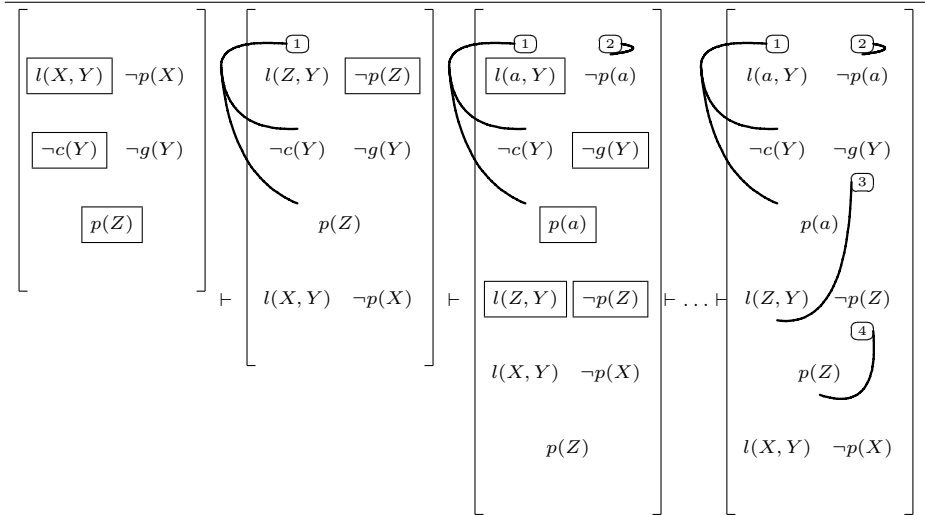 1 1 2 1 2
l(X, Y) ¬p(X) l(Z, Y) ¬p(Z) l(a, Y) ¬p(a) l(a, Y) ¬p(a)
¬c(Y) ¬g(Y) ¬c(Y) ¬g(Y) ¬c(Y) ¬g(Y) ¬c(Y) ¬g(Y)
3
p(Z) p(Z) p(a) p(a)
⊢ l(X, Y) ¬p(X) ⊢ l(Z, Y) ¬p(Z) ⊢ ... ⊢ l(Z, Y) ¬p(Z)
4
l(X, Y) ¬p(X) p(Z)
p(Z) l(X, Y) ¬p(X)